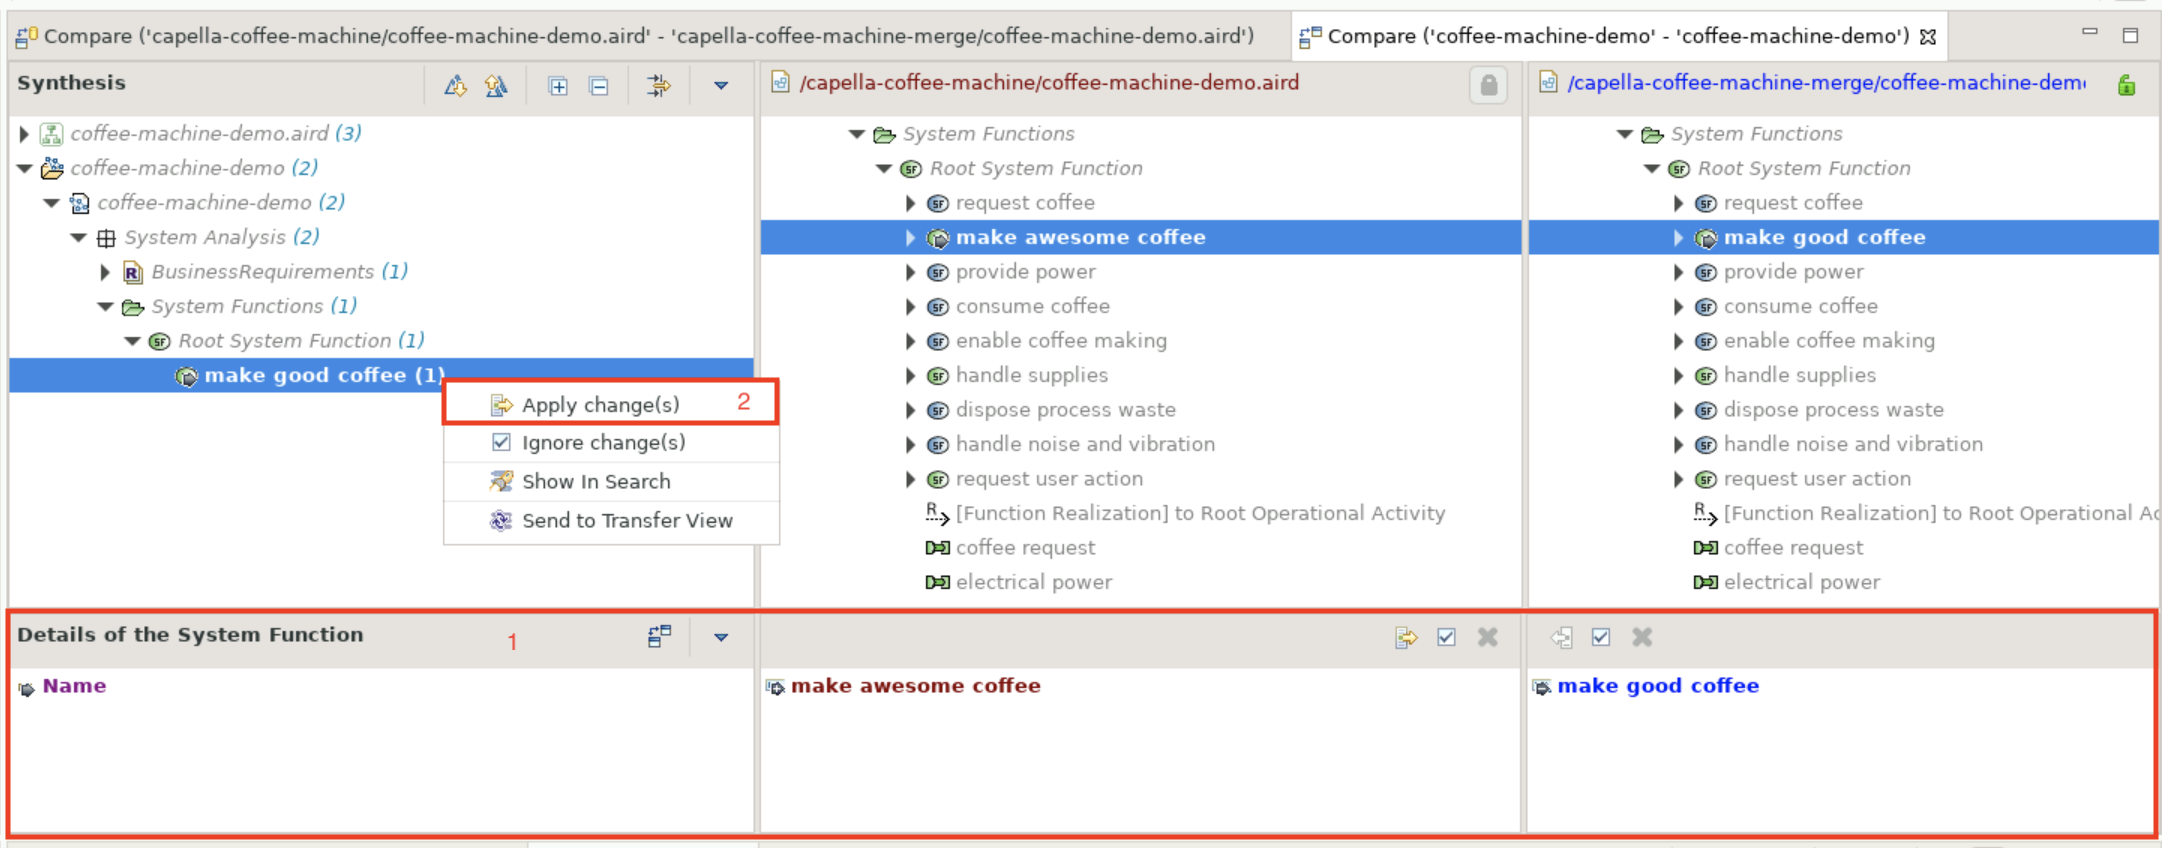 Compare ('capella-coffee-machine/coffee-machine-demo.aird' - 'capella-coffee-machine-merge/coffee-machine-demo.aird')
Compare ('coffee-machine-demo' - 'coffee-machine-demo')
Synthesis
coffee-machine-demo.aird (3)
coffee-machine-demo (2)
coffee-machine-demo (2)
System Analysis (2)
BusinessRequirements (1)
System Functions (1)
Root System Function (1)
make good coffee (1)
Apply change(s)
2
Ignore change(s)
Show In Search
Send to Transfer View
/capella-coffee-machine/coffee-machine-demo.aird
System Functions
Root System Function
request coffee
make awesome coffee
provide power
consume coffee
enable coffee making
handle supplies
dispose process waste
handle noise and vibration
request user action
[Function Realization] to Root Operational Activity
coffee request
electrical power
/capella-coffee-machine-merge/coffee-machine-dem
System Functions
Root System Function
request coffee
make good coffee
provide power
consume coffee
enable coffee making
handle supplies
dispose process waste
handle noise and vibration
request user action
[Function Realization] to Root Operational Ac
coffee request
electrical power
Details of the System Function
1
Name
make awesome coffee
make good coffee